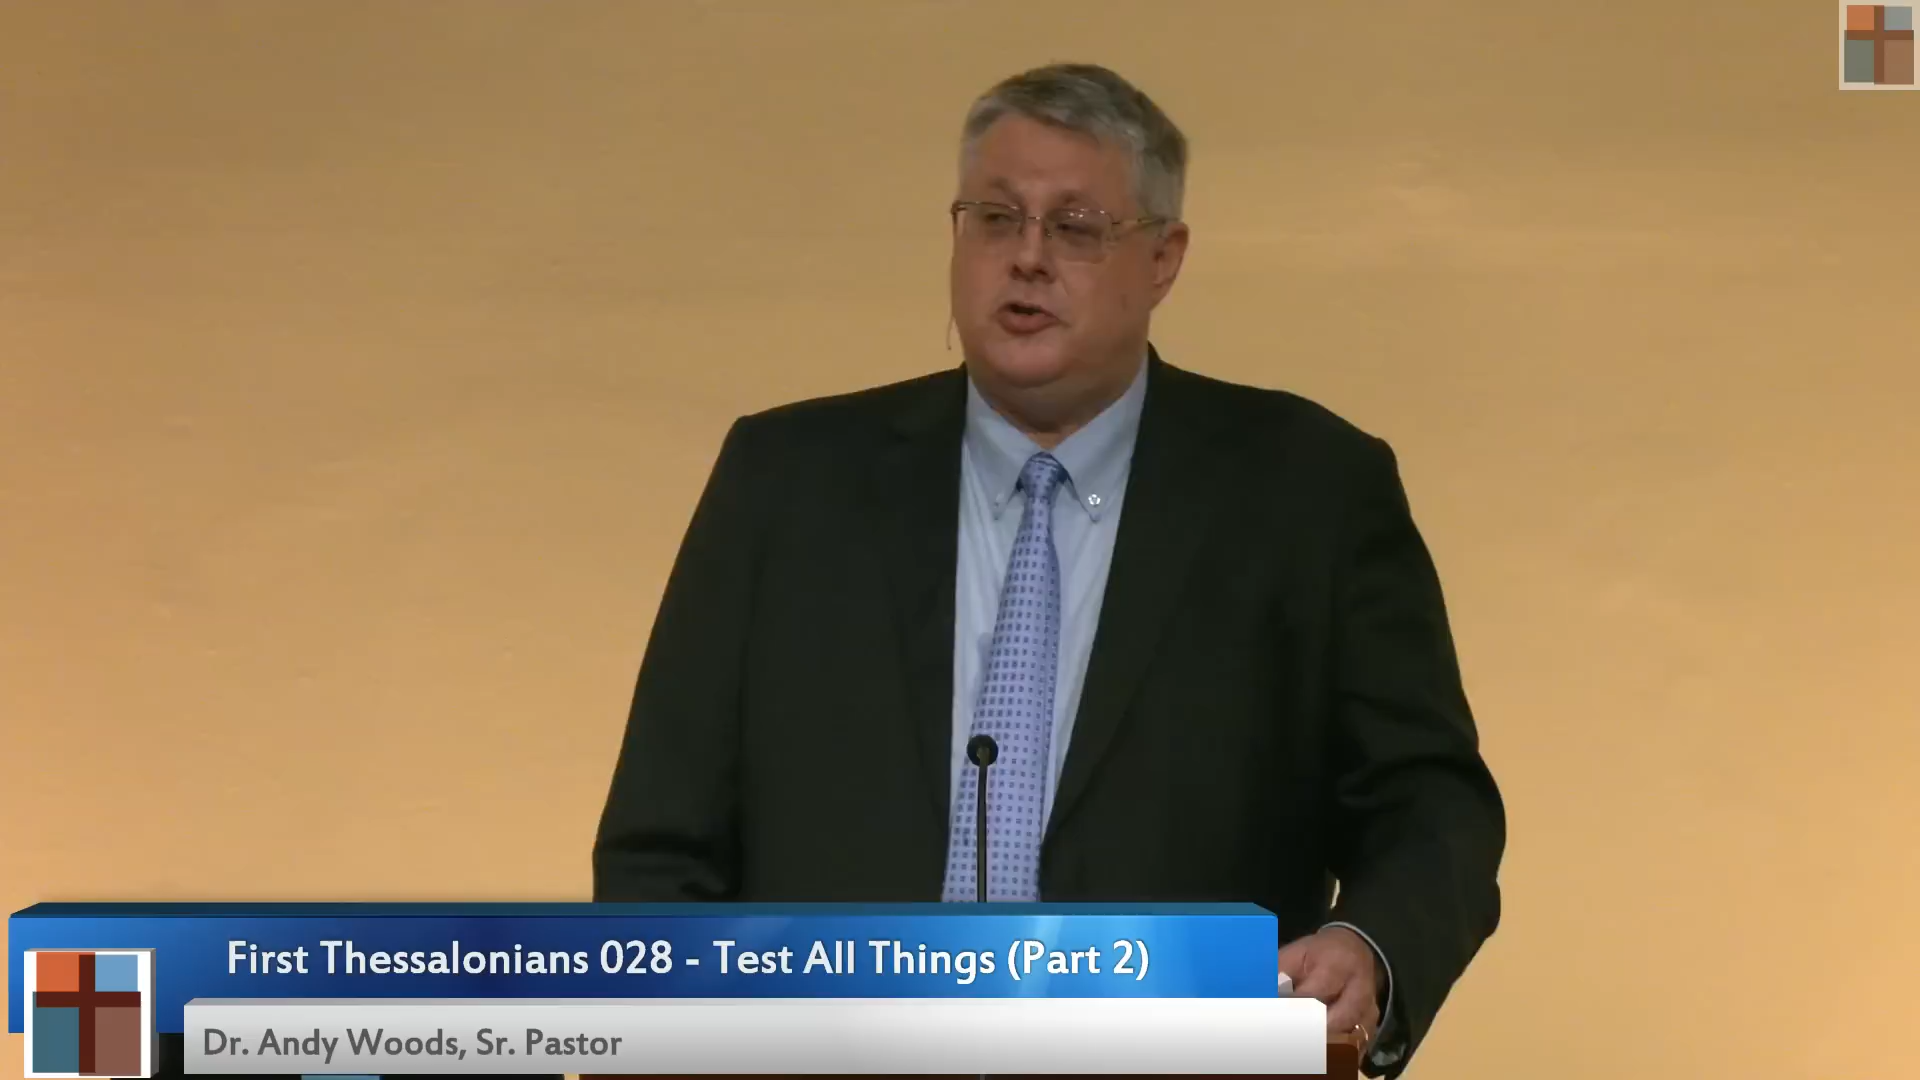 First Thessalonians 028 - Test All Things (Part 2)
Dr. Andy Woods, Sr. Pastor